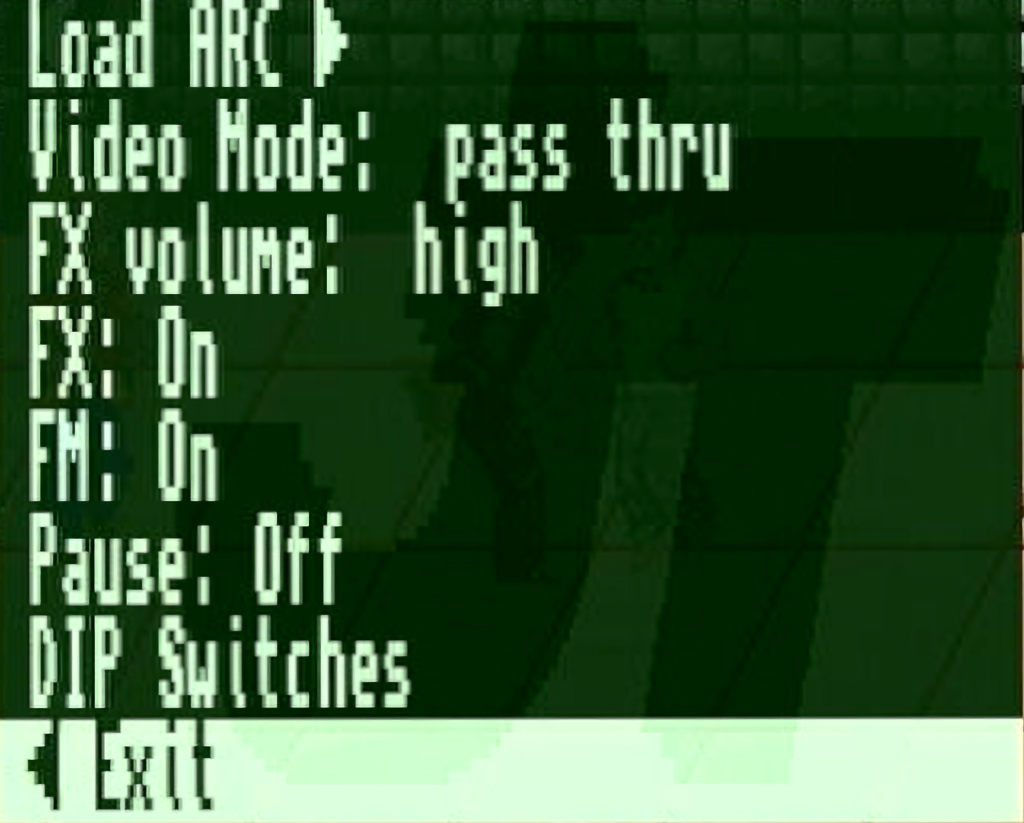 Load ARC
Video Mode: pass thru
FX volume: high
FX: On
FM: On
Pause: Off
DIP Switches
Exit